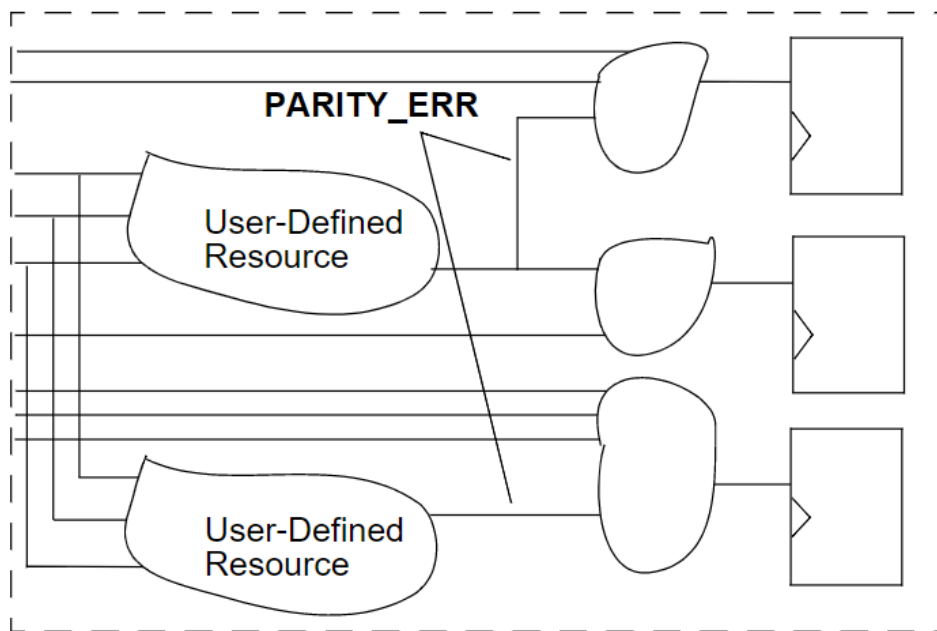 PARITY_ERR
User-Defined
Resource
User-Defined
Resource